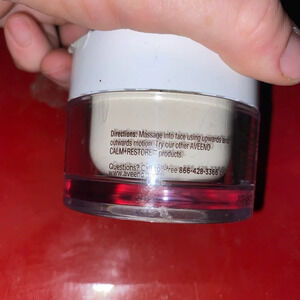 Directions: Massage into face using upwards and
outwards motion. Try our other AVEENO
CALM+RESTORE® products.
Questions? Call toll-free 866-428-3366
www.aveeno